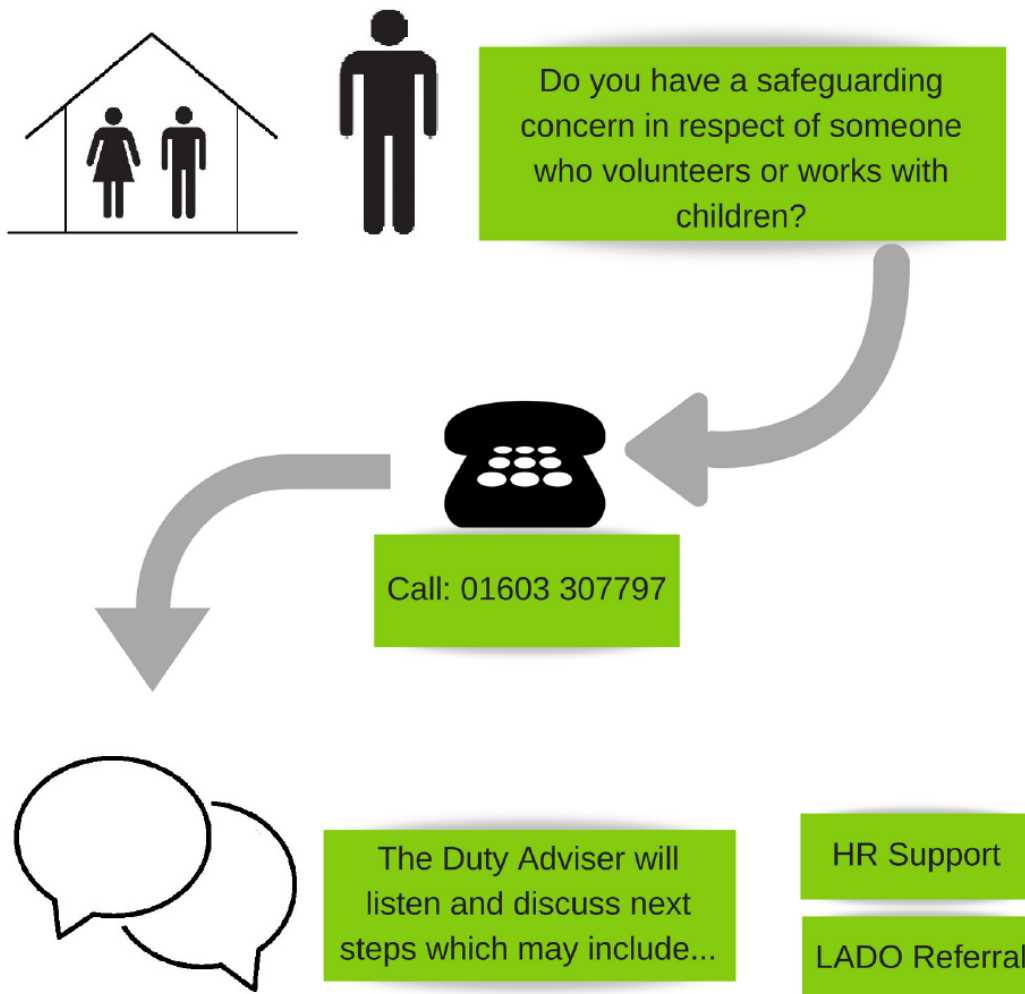 Do you have a safeguarding
concern in respect of someone
who volunteers or works with
children?
Call: 01603 307797
The Duty Adviser will
listen and discuss next
steps which may include...
HR Support
LADO Referral